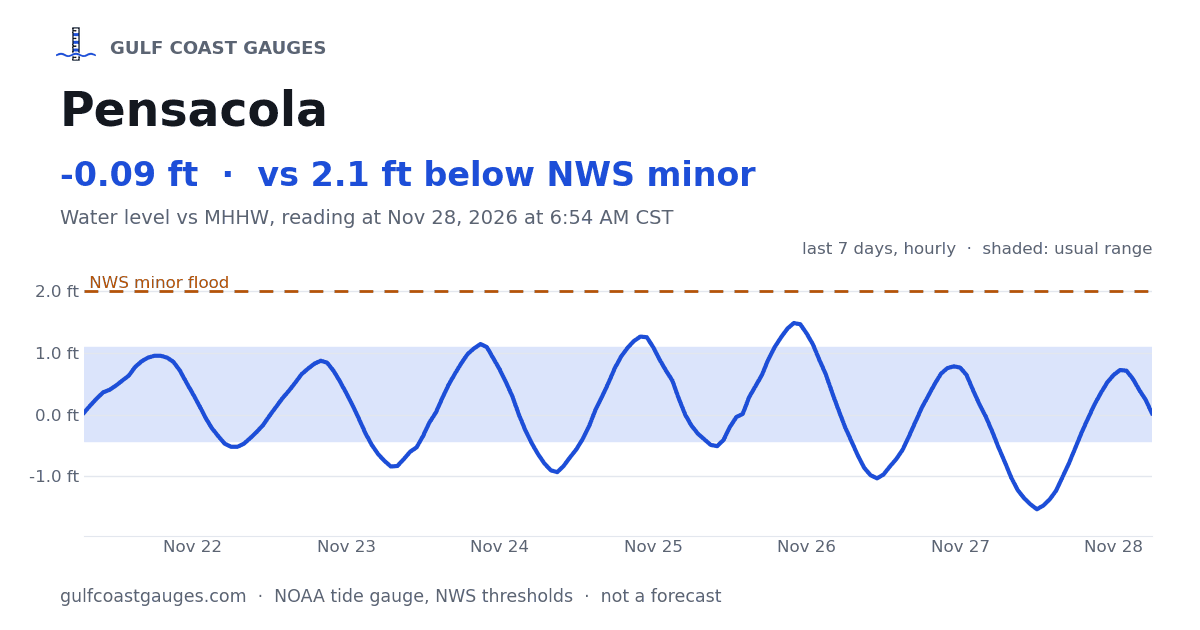 GULF COAST GAUGES
Pensacola
-0.09 ft · vs 2.1 ft below NWS minor
Water level vs MHHW, reading at Nov 28, 2026 at 6:54 AM CST
last 7 days, hourly · shaded: usual range
NWS minor flood
2.0 ft
1.0 ft
0.0 ft
-1.0 ft
Nov 22 Nov 23 Nov 24 Nov 25 Nov 26 Nov 27 Nov 28
gulfcoastgauges.com · NOAA tide gauge, NWS thresholds · not a forecast